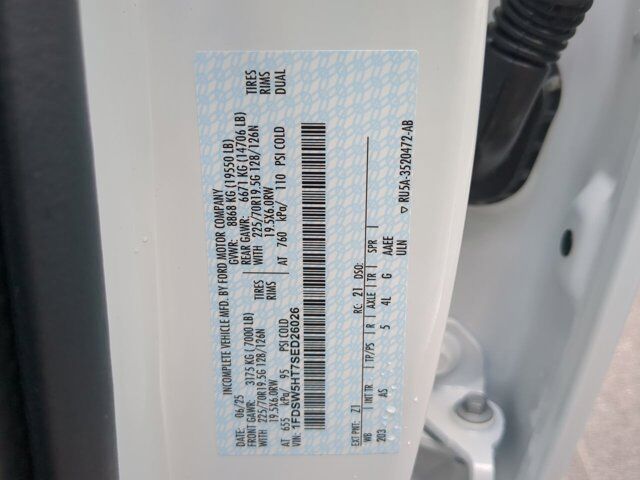 INCOMPLETE VEHICLE MFD. BY FORD MOTOR COMPANY
DATE: 06/25 GVWR: 8868 KG (19550 LB)
FRONT GAWR: 3175 KG (7000 LB) REAR GAWR: 6671 KG (14706 LB)
WITH 225/70R19.5G 128/126N WITH 225/70R19.5G 128/126N TIRES
19.5X6.0RW 19.5X6.0RW RIMS
AT 655 kPa/ 95 PSI COLD AT 760 kPa/ 110 PSI COLD DUAL
VIN: 1FDSW5HT7SED26026
TIRES
RIMS
EXT PNT: Z1 RC: 21 DSO:
WB INT TR TP/PS R AXLE TR SPR
203 AS 5 4L G AAEE
ULN
▽ RU5A-3520472-AB